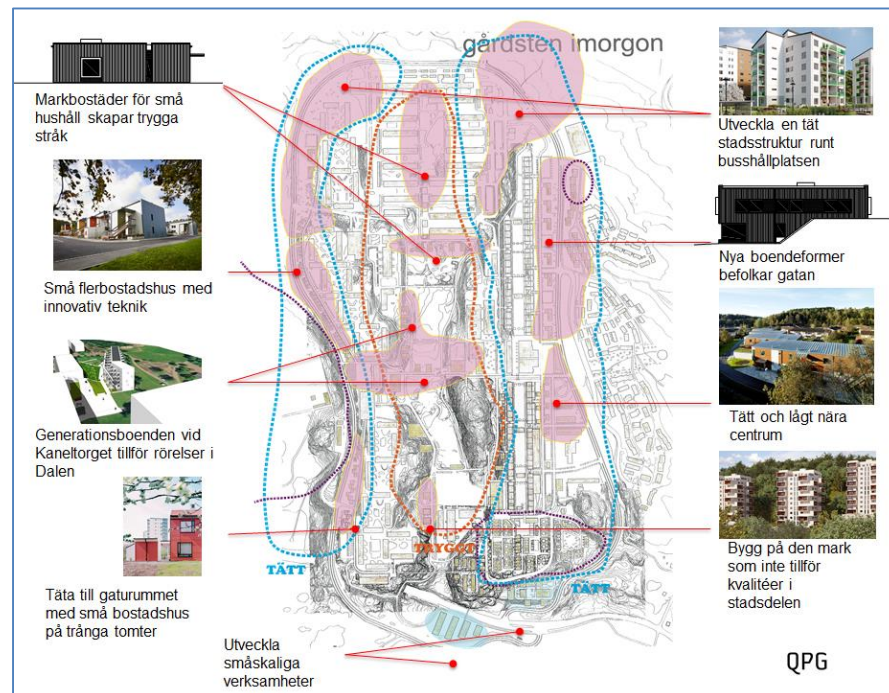 gårdsten imorgon
Markbostäder för små
hushåll skapar trygga
stråk
Små flerbostadshus med
innovativ teknik
Generationsboenden vid
Kaneltorget tillför rörelser i
Dalen
Täta till gaturummet
med små bostadshus
på trånga tomter
TÄTT
TRYGGT
TÄTT
Utveckla
småskaliga
verksamheter
Utveckla en tät
stadsstruktur runt
busshållplatsen
Nya boendeformer
befolkar gatan
Tätt och lågt nära
centrum
Bygg på den mark
som inte tillför
kvalitéer i
stadsdelen
QPG